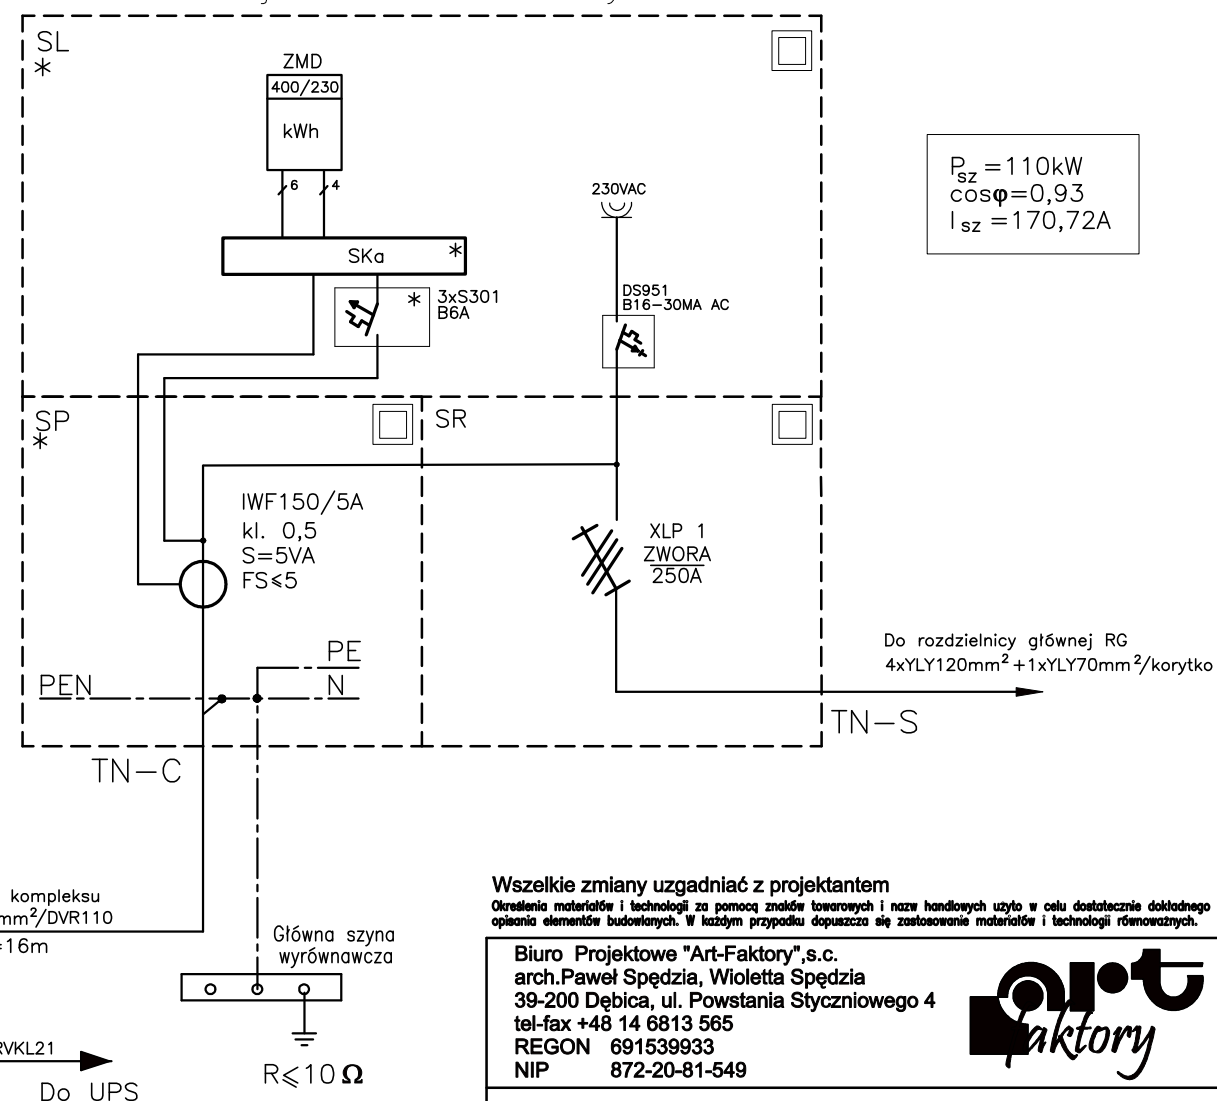 SL
*
ZMD
400/230
kWh
6 4
SKa *
* 3xS301
B6A
230VAC
DS951
B16-30MA AC
Psz =110kW
cosφ=0,93
Isz =170,72A
SP
*
SR
IWF150/5A
kl. 0,5
S=5VA
FS≤5
XLP 1
ZWORA
250A
PE
PEN
N
Do rozdzielnicy głównej RG
4xYLY120mm²+1xYLY70mm²/korytko
TN-S
TN-C
kompleksu
mm²/DVR110
=16m
Główna szyna
wyrównawcza
R≤10 Ω
RVKL21
Do UPS
Wszelkie zmiany uzgadniać z projektantem
Określenia materiałów i technologii za pomocą znaków towarowych i nazw handlowych użyto w celu dostatecznie dokładnego
opisania elementów budowlanych. W każdym przypadku dopuszcza się zastosowanie materiałów i technologii równoważnych.
Biuro Projektowe "Art-Faktory",s.c.
arch.Paweł Spędzia, Wioletta Spędzia
39-200 Dębica, ul. Powstania Styczniowego 4
tel-fax +48 14 6813 565
REGON 691539933
NIP 872-20-81-549
art
faktory